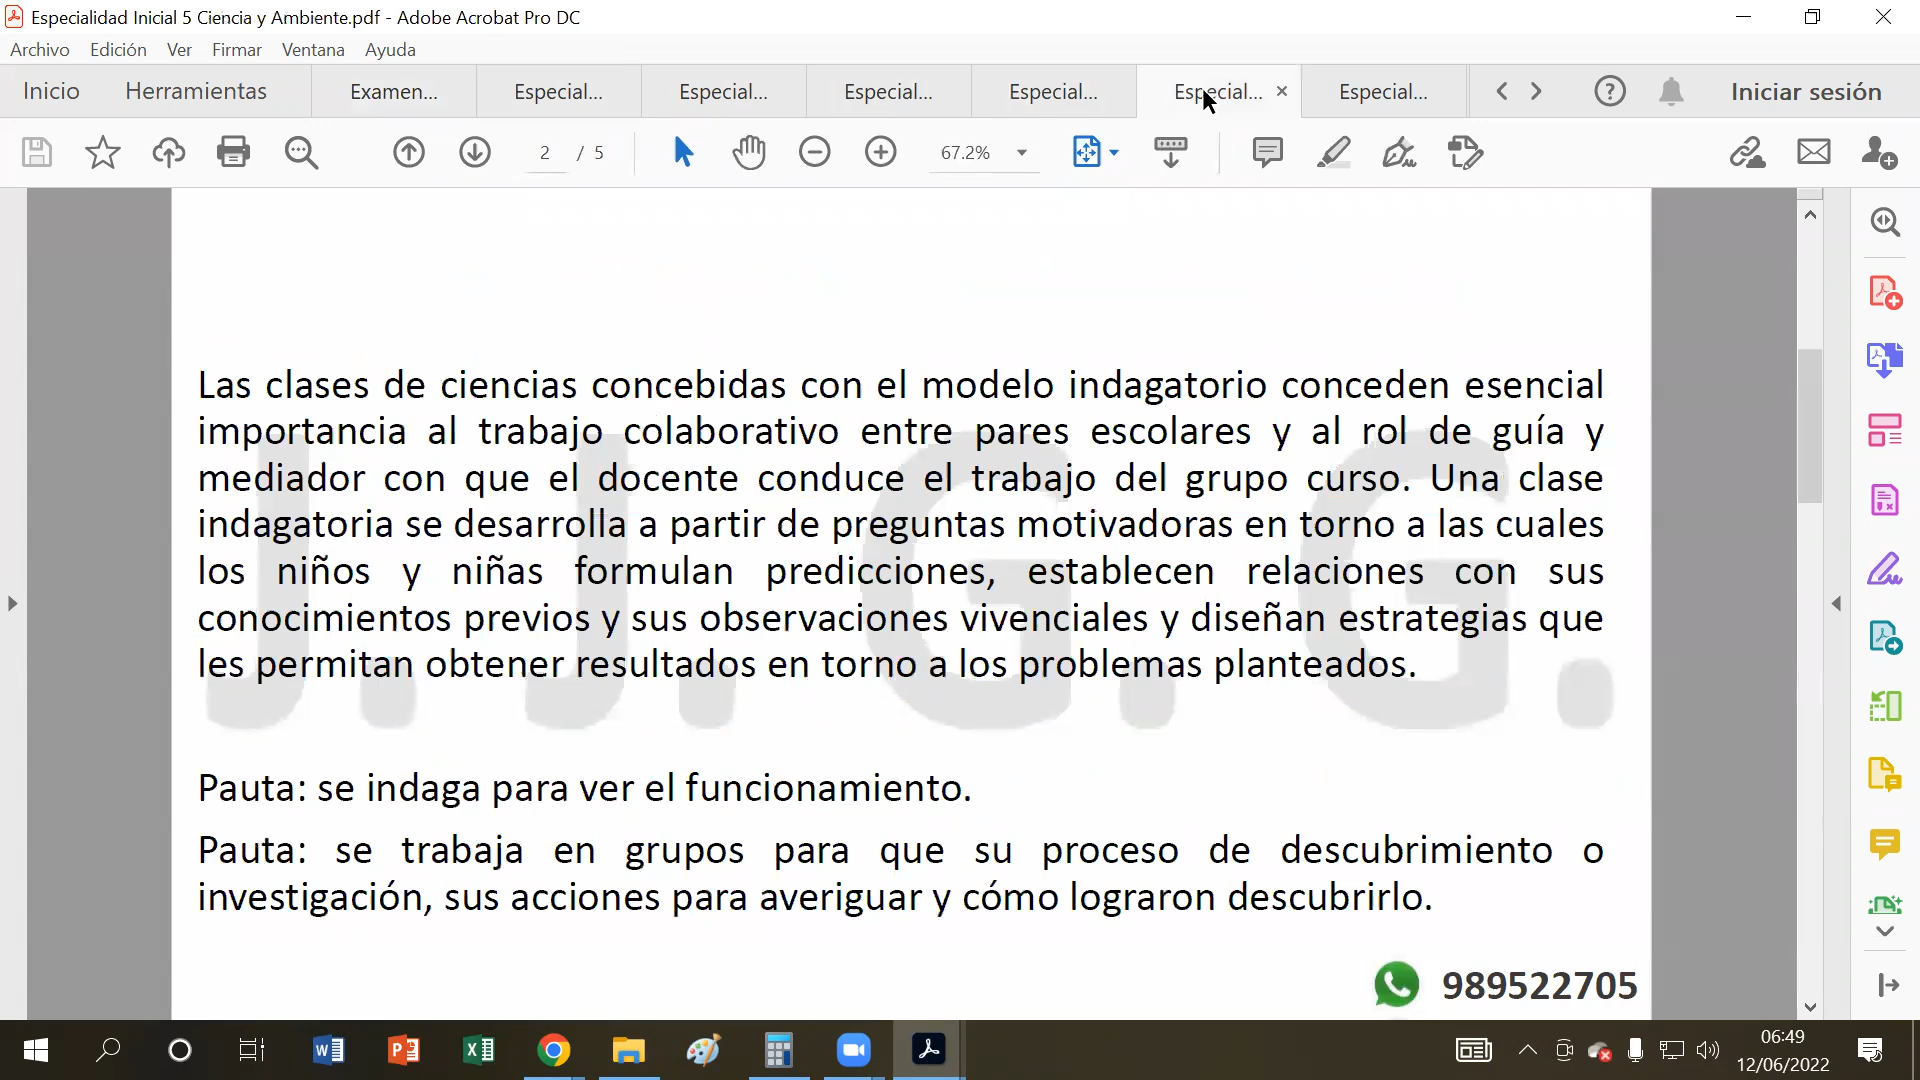 Especialidad Inicial 5 Ciencia y Ambiente.pdf - Adobe Acrobat Pro DC
Archivo Edición Ver Firmar Ventana Ayuda
Inicio Herramientas Examen... Especial... Especial... Especial... Especial... Especial... Especial... Iniciar sesión
2 / 5 67.2%
Las clases de ciencias concebidas con el modelo indagatorio conceden esencial
importancia al trabajo colaborativo entre pares escolares y al rol de guía y
mediador con que el docente conduce el trabajo del grupo curso. Una clase
indagatoria se desarrolla a partir de preguntas motivadoras en torno a las cuales
los niños y niñas formulan predicciones, establecen relaciones con sus
conocimientos previos y sus observaciones vivenciales y diseñan estrategias que
les permitan obtener resultados en torno a los problemas planteados.
J. J. G. G.
Pauta: se indaga para ver el funcionamiento.
Pauta: se trabaja en grupos para que su proceso de descubrimiento o
investigación, sus acciones para averiguar y cómo lograron descubrirlo.
989522705
06:49
12/06/2022